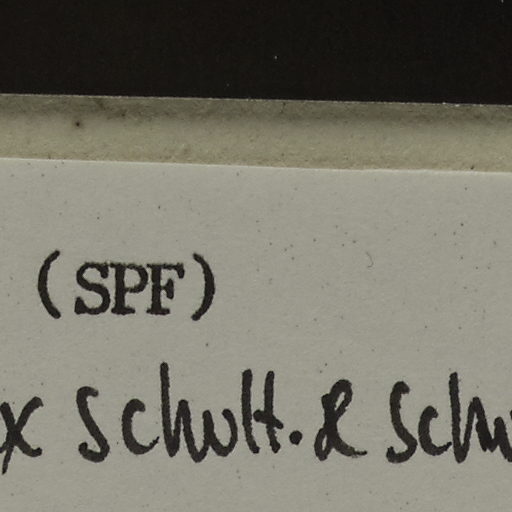 (SPF)
x Schult. & Sch